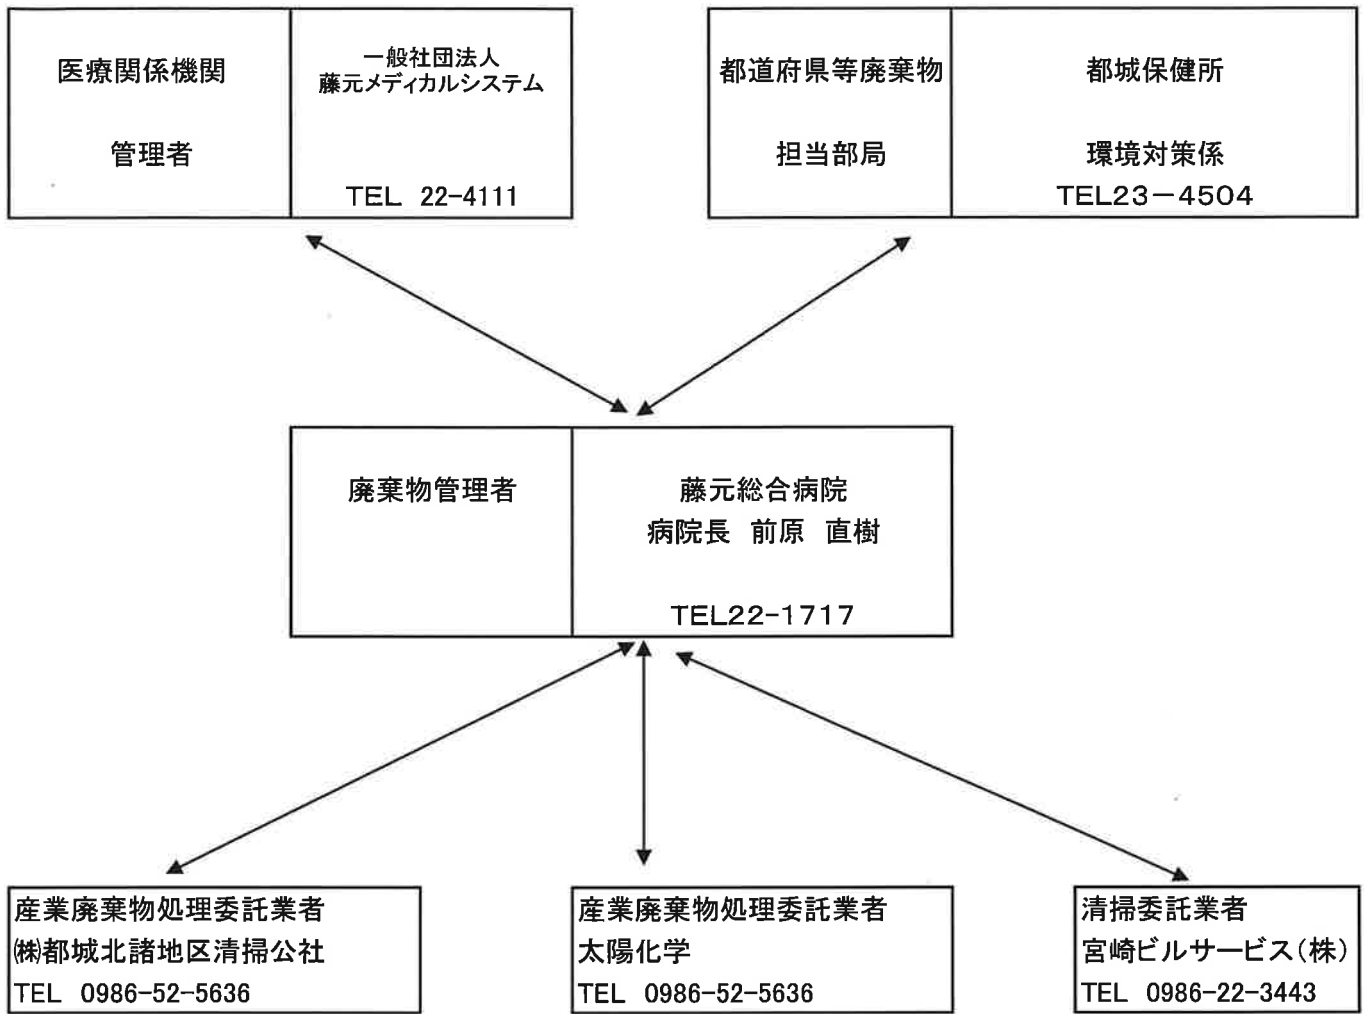 医療関係機関
管理者
一般社団法人
藤元メディカルシステム
TEL 22-4111
都道府県等廃棄物
担当部局
都城保健所
環境対策係
TEL23－4504
廃棄物管理者
藤元総合病院
病院長 前原 直樹
TEL22-1717
産業廃棄物処理委託業者
㈱都城北諸地区清掃公社
TEL 0986-52-5636
産業廃棄物処理委託業者
太陽化学
TEL 0986-52-5636
清掃委託業者
宮崎ビルサービス（株）
TEL 0986-22-3443